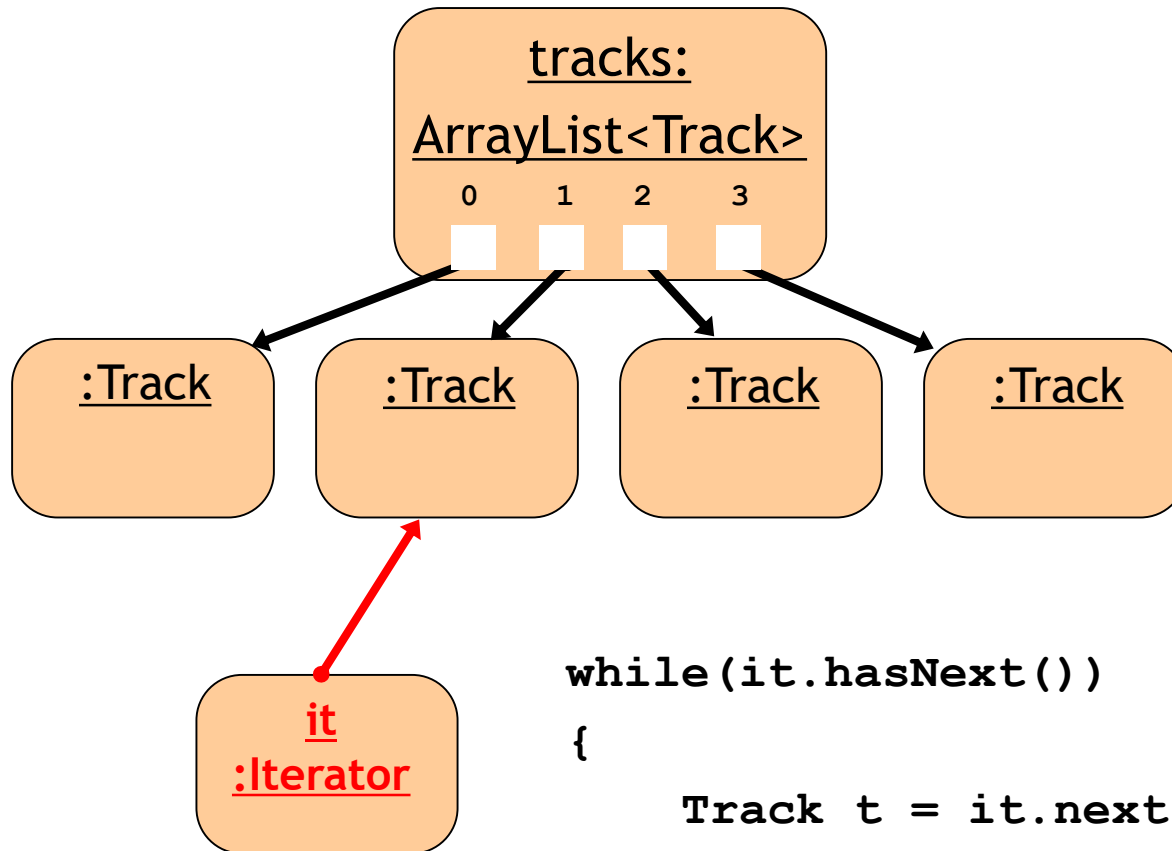 tracks:
ArrayList<Track>
0 1 2 3
:Track :Track :Track :Track
it
:Iterator
while(it.hasNext())
{
Track t = it.next